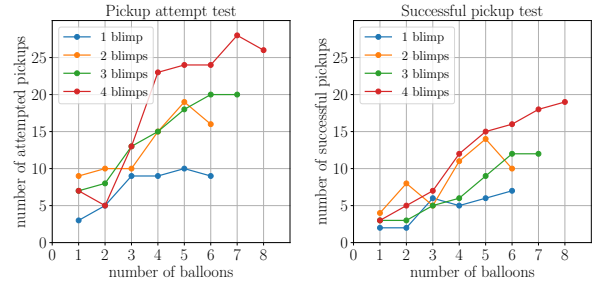 Pickup attempt test
number of attempted pickups
25
20
15
10
5
0
1 blimp
2 blimps
3 blimps
4 blimps
0 1 2 3 4 5 6 7 8
number of balloons
Successful pickup test
number of successful pickups
25
20
15
10
5
0
1 blimp
2 blimps
3 blimps
4 blimps
0 1 2 3 4 5 6 7 8
number of balloons